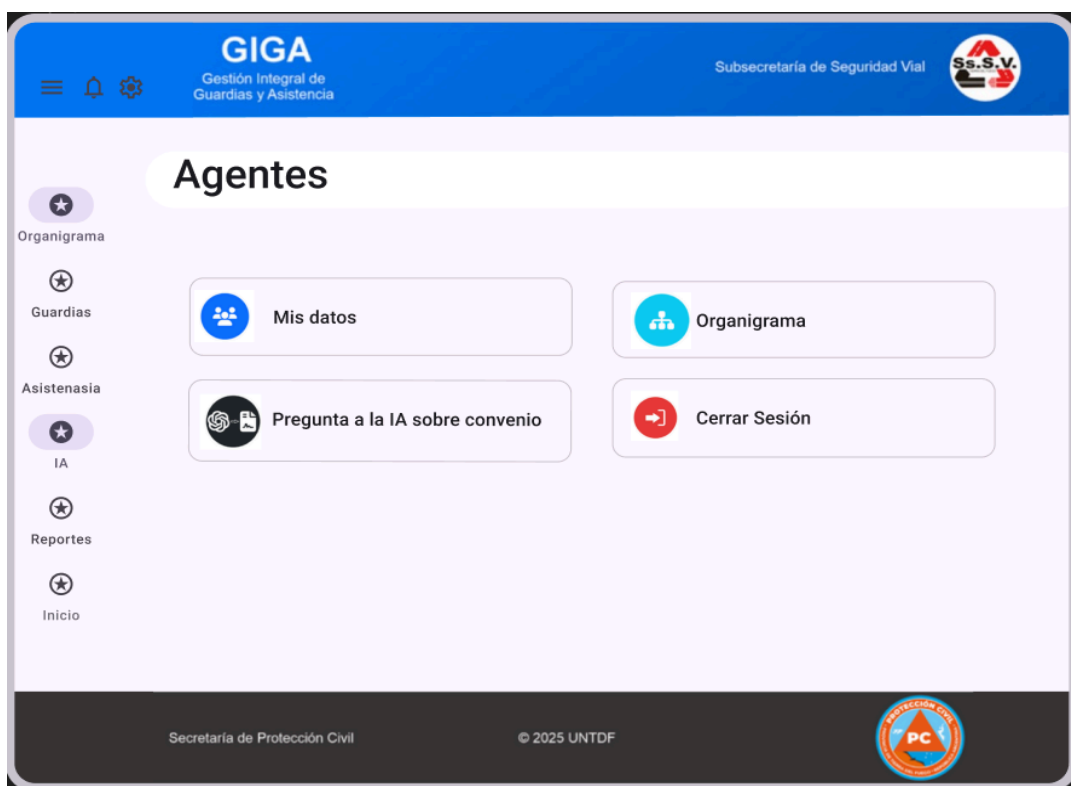 GIGA
Gestión Integral de
Guardias y Asistencia
Subsecretaría de Seguridad Vial
Ss.S.V.
Agentes
Organigrama
Guardias
Asistenasia
IA
Reportes
Inicio
Mis datos
Organigrama
Pregunta a la IA sobre convenio
Cerrar Sesión
Secretaría de Protección Civil
© 2025 UNTDF
PROTECCIÓN CIVIL
PC